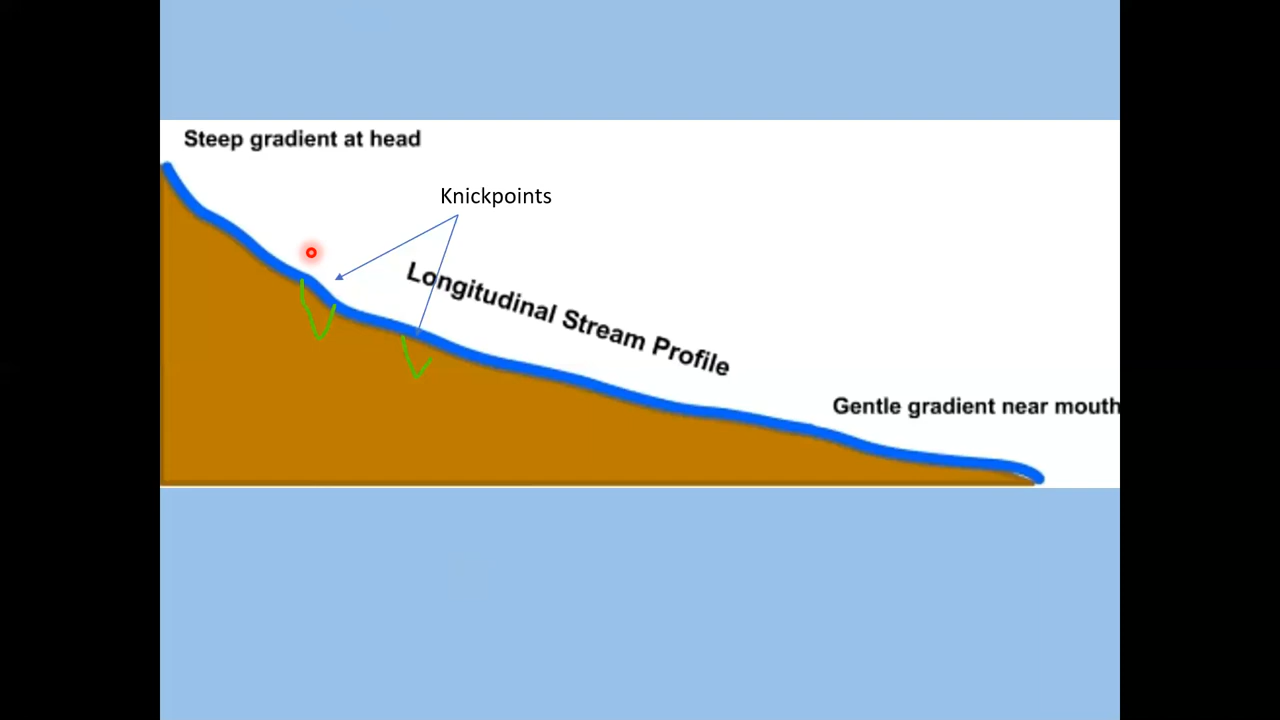 Steep gradient at head
Knickpoints
Longitudinal Stream Profile
Gentle gradient near mouth